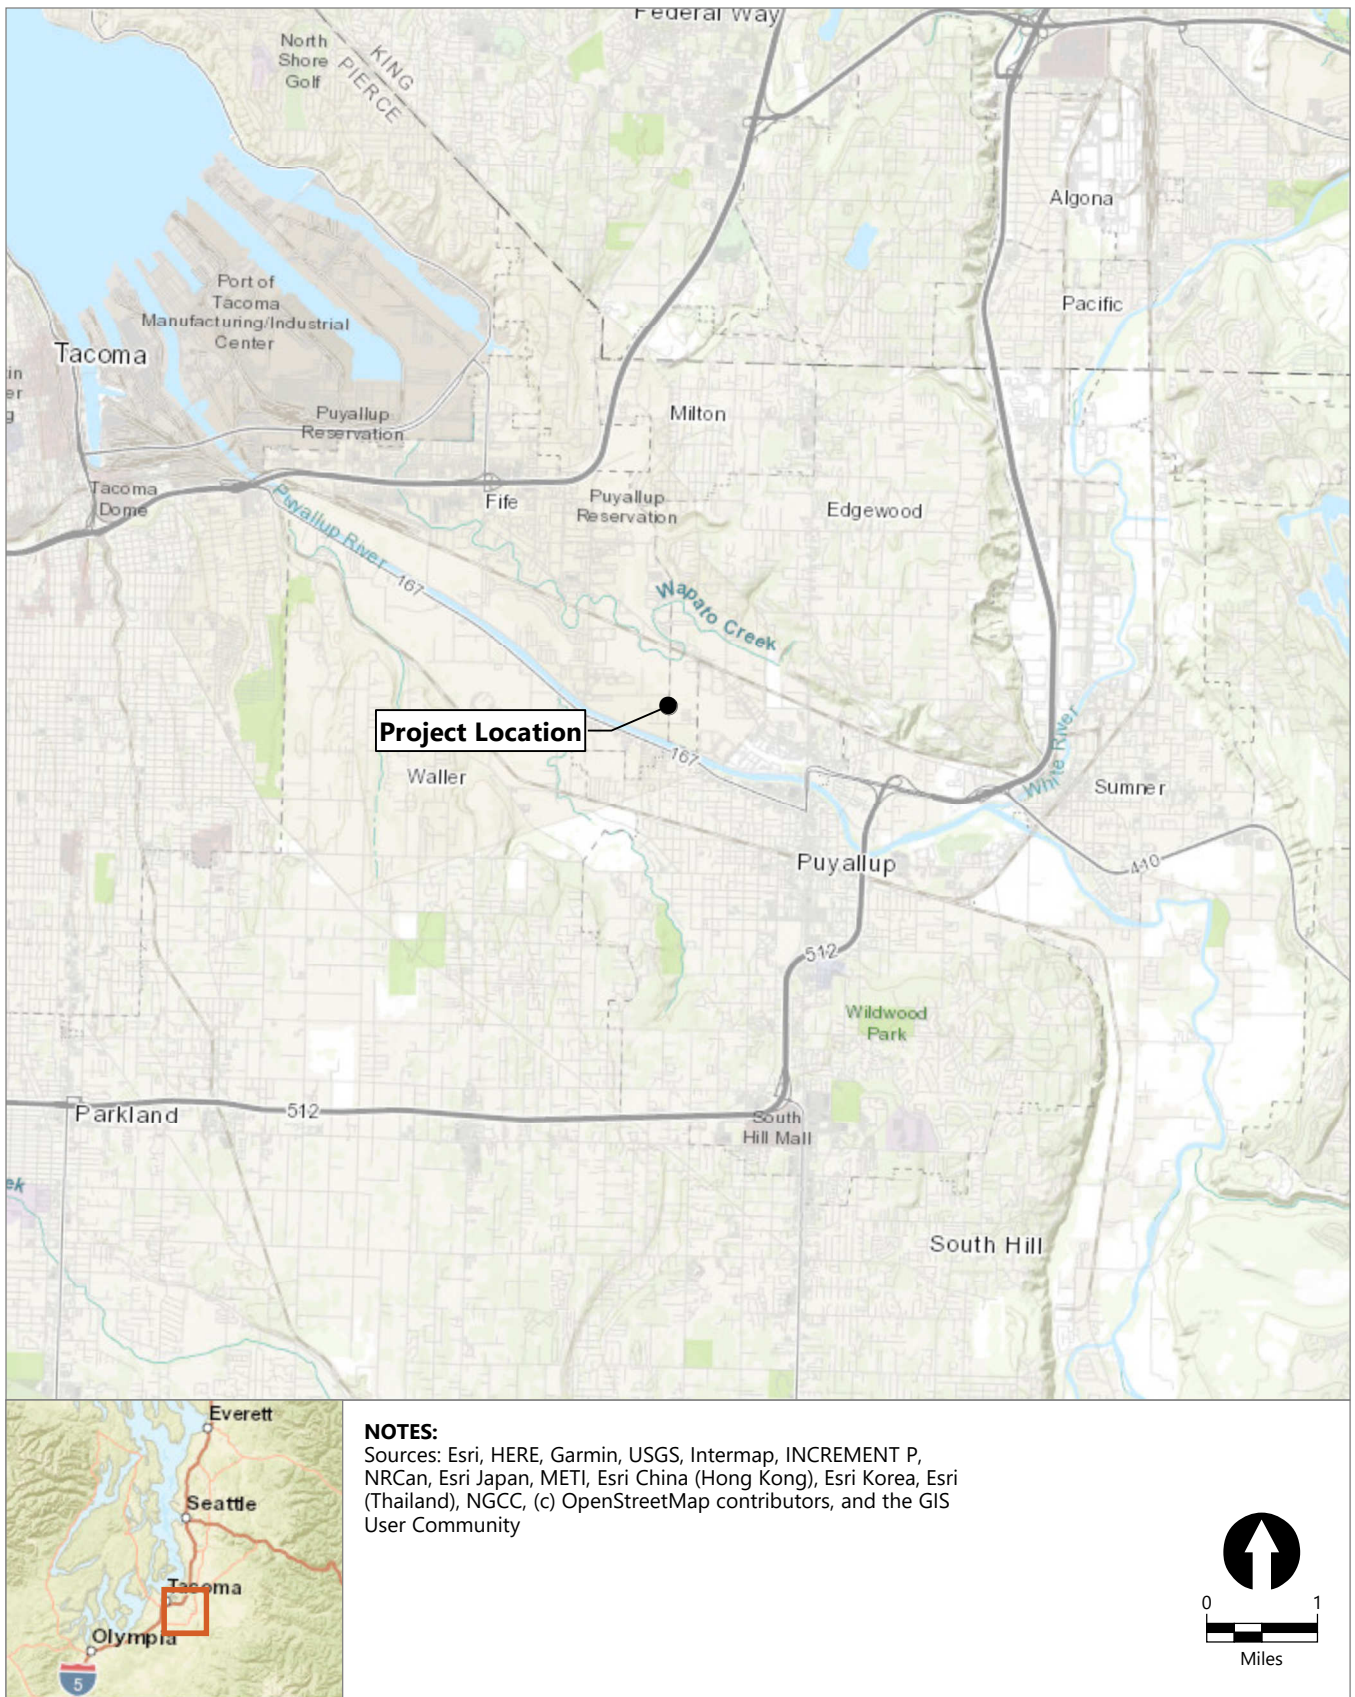 Federal Way
North
Shore
Golf
KING
PIERCE
Algona
Pacific
Port of
Tacoma
Manufacturing/Industrial
Center
Tacoma
in
er
g
Puyallup
Reservation
Milton
Tacoma
Dome
Fife
Puyallup
Reservation
Edgewood
Puyallup River
167
Wapato Creek
Project Location
167
Waller
White River
Sumner
Puyallup
410
512
Wildwood
Park
Parkland
512
South
Hill Mall
ek
South Hill
Everett
Seattle
Tacoma
Olympia
5
NOTES:
Sources: Esri, HERE, Garmin, USGS, Intermap, INCREMENT P,
NRCan, Esri Japan, METI, Esri China (Hong Kong), Esri Korea, Esri
(Thailand), NGCC, (c) OpenStreetMap contributors, and the GIS
User Community
0 1
Miles